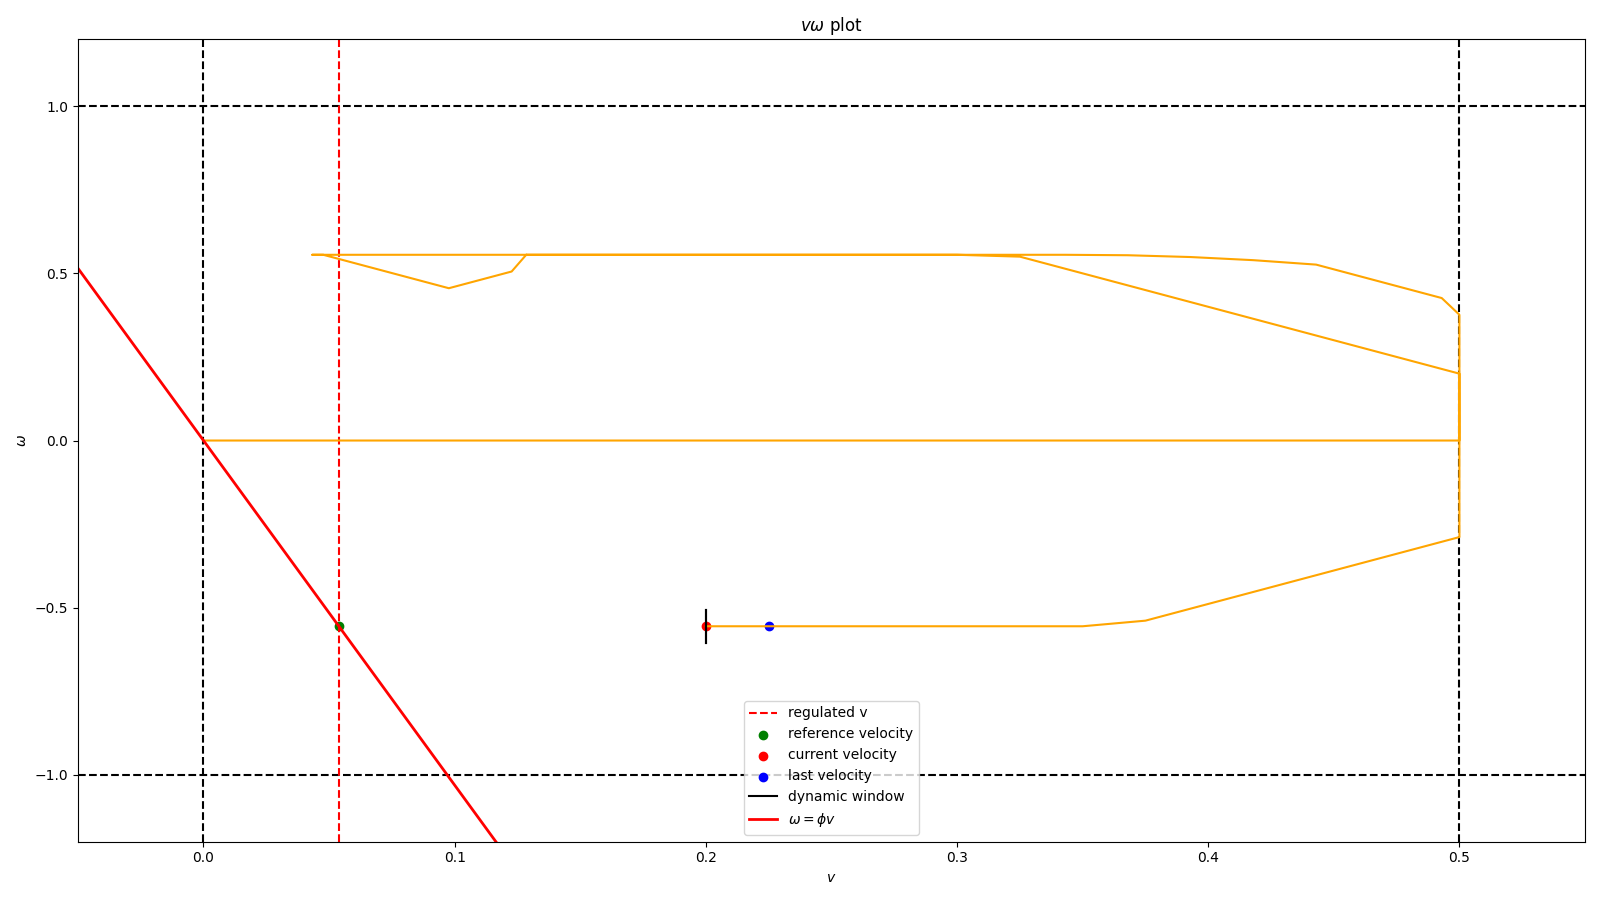 vω plot
1.0
0.5
0.0
−0.5
−1.0
ω
regulated v
reference velocity
current velocity
last velocity
dynamic window
ω = ϕv
0.0 0.1 0.2 0.3 0.4 0.5
v